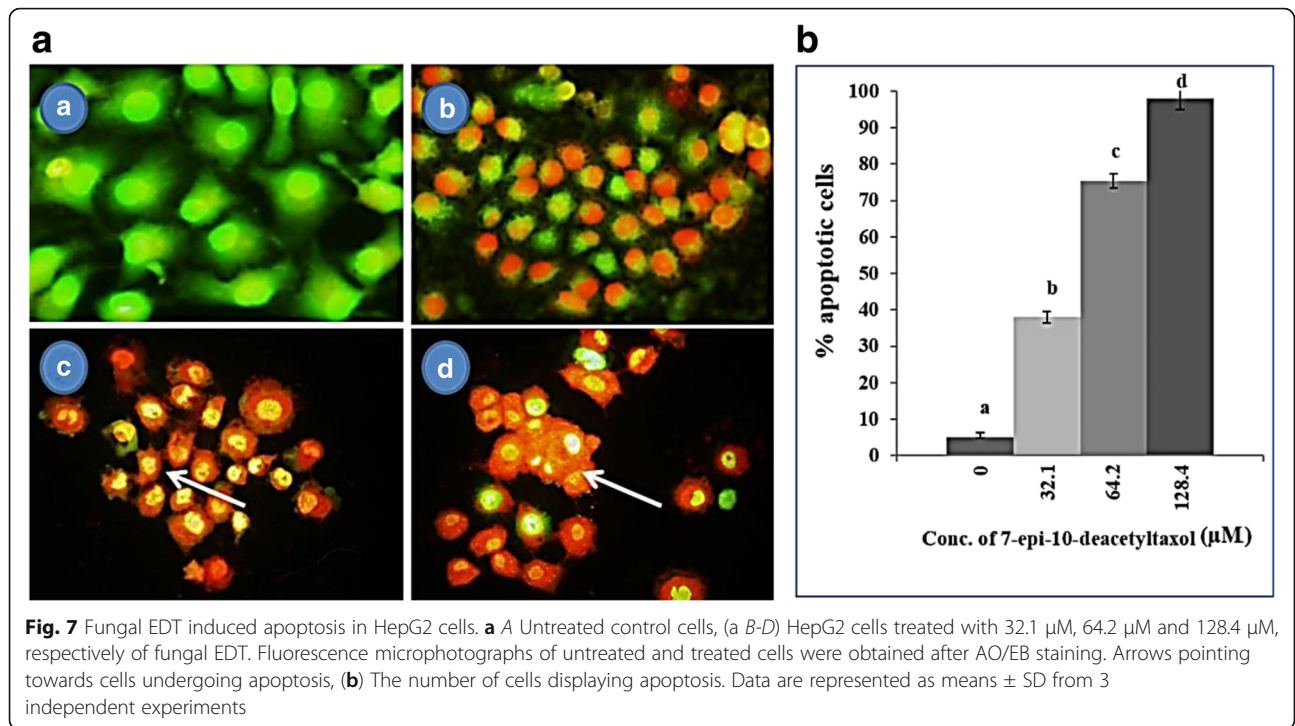 a
b
a
b
c
d
100
90
80
70
60
50
40
30
20
10
0
% apoptotic cells
a
b
c
d
0
32.1
64.2
128.4
Conc. of 7-epi-10-deacetyltaxol (µM)
Fig. 7 Fungal EDT induced apoptosis in HepG2 cells. a A Untreated control cells, (a B-D) HepG2 cells treated with 32.1 µM, 64.2 µM and 128.4 µM,
respectively of fungal EDT. Fluorescence microphotographs of untreated and treated cells were obtained after AO/EB staining. Arrows pointing
towards cells undergoing apoptosis, (b) The number of cells displaying apoptosis. Data are represented as means ± SD from 3
independent experiments